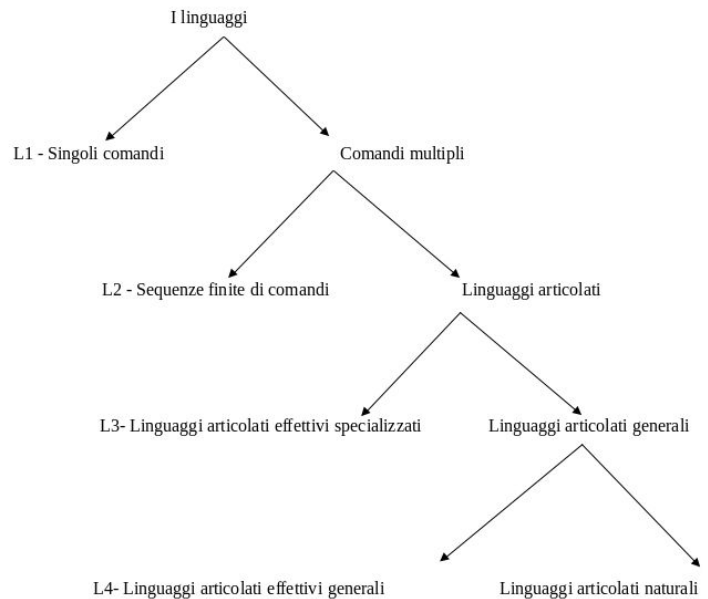 I linguaggi
L1 - Singoli comandi
Comandi multipli
L2 - Sequenze finite di comandi
Linguaggi articolati
L3- Linguaggi articolati effettivi specializzati
Linguaggi articolati generali
L4- Linguaggi articolati effettivi generali
Linguaggi articolati naturali